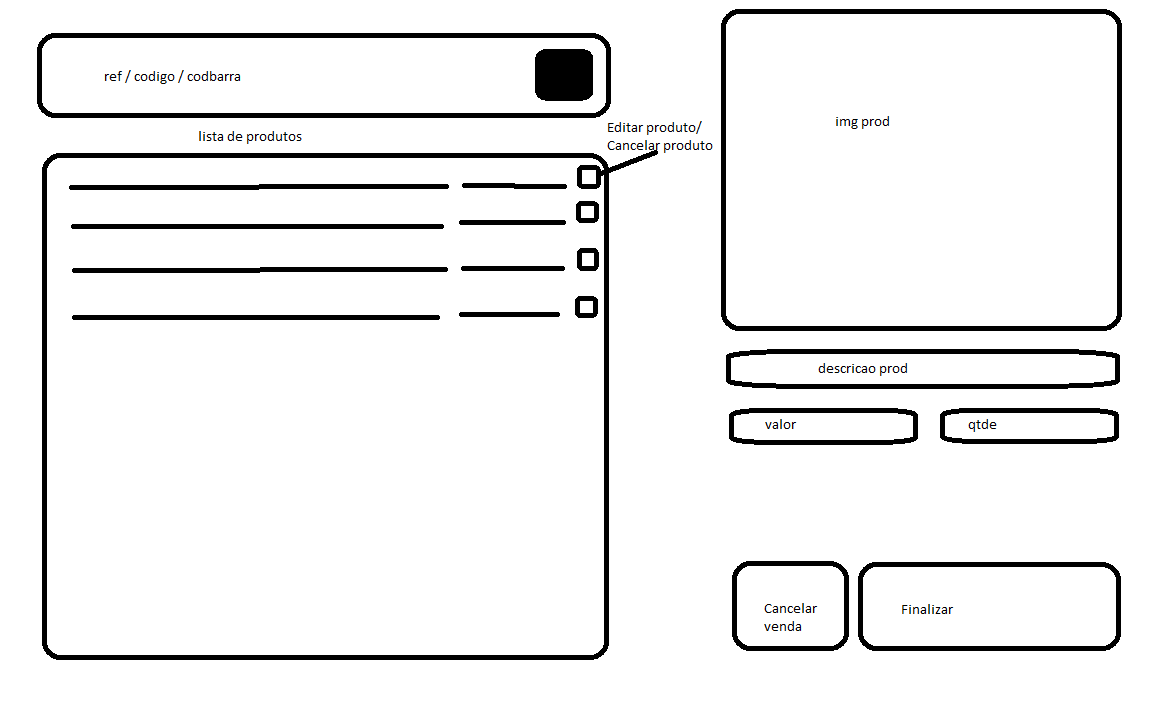 ref / codigo / codbarra
lista de produtos
Editar produto/
Cancelar produto
img prod
descricao prod
valor
qtde
Cancelar
venda
Finalizar